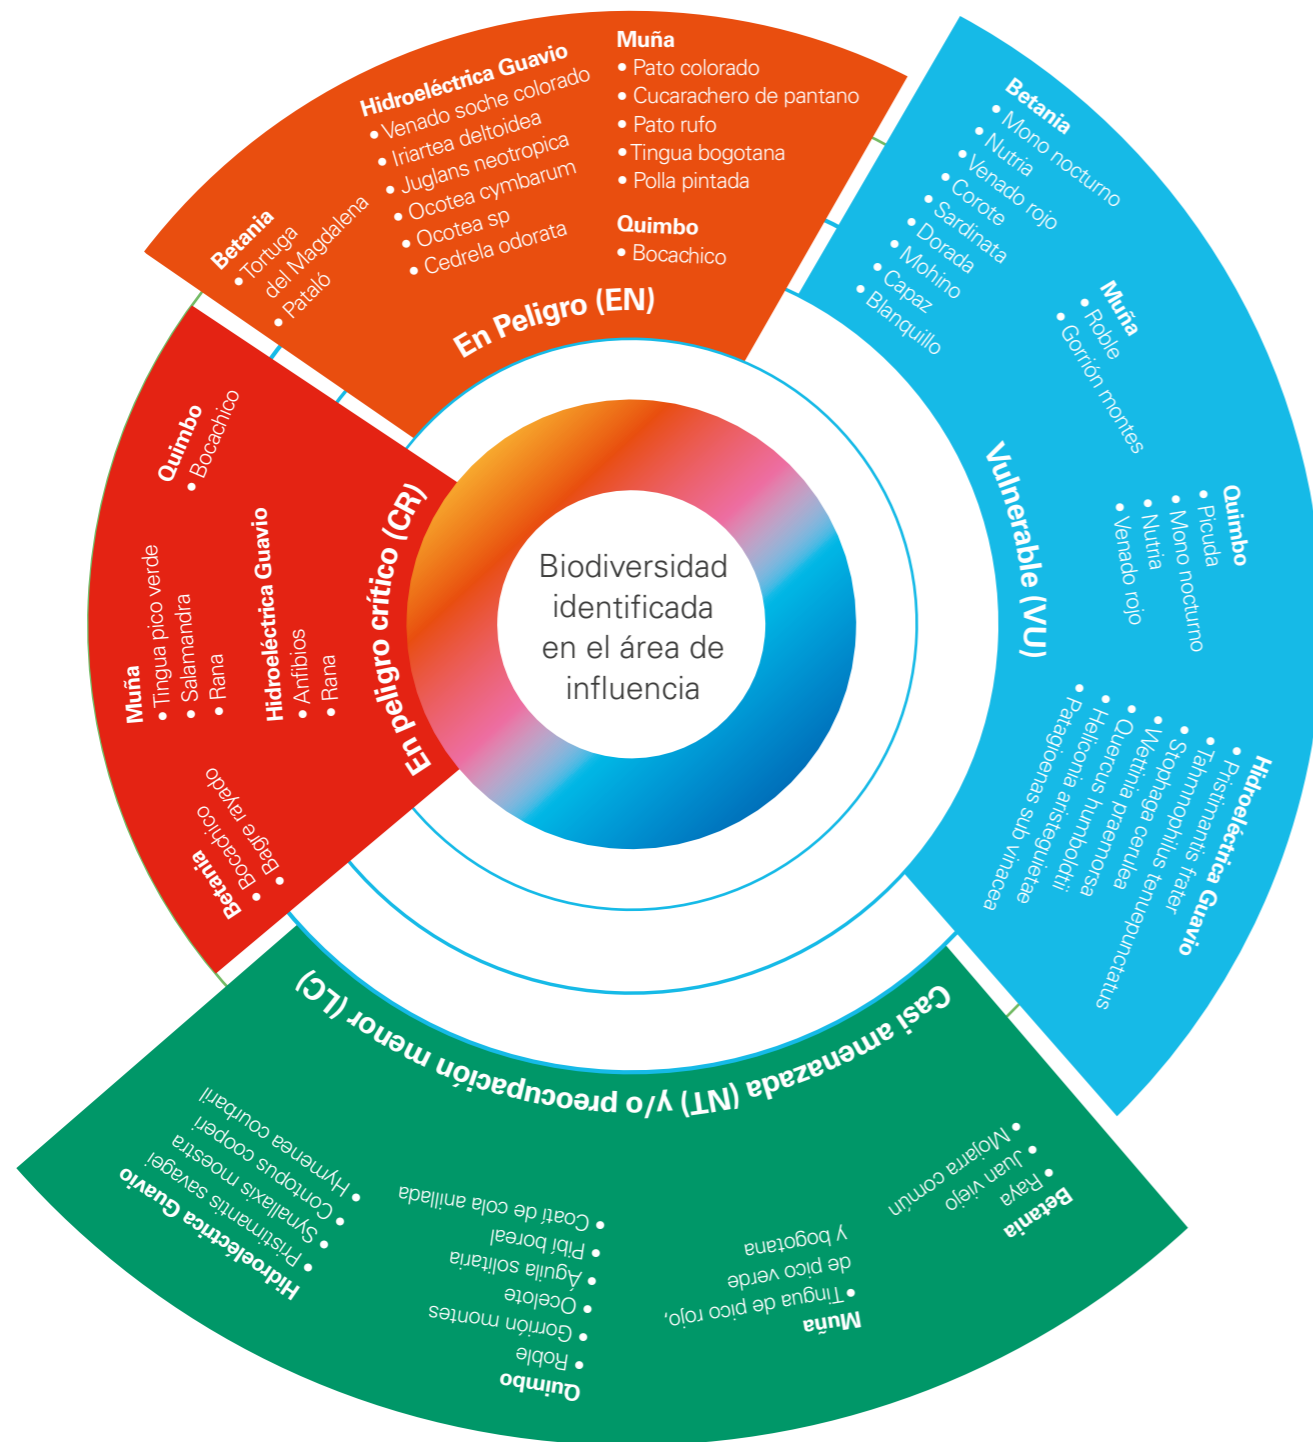 Biodiversidad
identificada
en el área de
influencia
En Peligro (EN)
Betania
• Tortuga
del Magdalena
• Pataló
Hidroeléctrica Guavio
• Venado soche colorado
• Iriartea deltoidea
• Juglans neotropica
• Ocotea cymbarum
• Ocotea sp
• Cedrela odorata
Muña
• Pato colorado
• Cucarachero de pantano
• Pato rufo
• Tingua bogotana
• Polla pintada
Quimbo
• Bocachico
Vulnerable (VU)
Betania
• Mono nocturno
• Nutria
• Venado rojo
• Corote
• Sardinata
• Dorada
• Mohino
• Capaz
• Blanquillo
Muña
• Roble
• Gorrión montes
Quimbo
• Picuda
• Mono nocturno
• Nutria
• Venado rojo
Hidroeléctrica Guavio
• Pristimantis frater
• Tahmnophilus tenuepunctatus
• Stophaga cerulea
• Wettinia praemorsa
• Quercus humboldtii
• Heliconia aristeguietae
• Patagioenas sub vinacea
Casi amenazada (NT) y/o preocupación menor (LC)
Betania
• Raya
• Juan viejo
• Mojarra común
Muña
• Tingua de pico rojo,
de pico verde
y bogotana
Quimbo
• Roble
• Gorrión montes
• Ocelote
• Águila solitaria
• Pibí boreal
• Coatí de cola anillada
Hidroeléctrica Guavio
• Pristimantis savagei
• Synallaxis moestra
• Contopus cooperi
• Hymenea courbaril
En peligro crítico (CR)
Betania
• Bocachico
• Bagre rayado
Muña
• Tingua pico verde
• Salamandra
• Rana
Hidroeléctrica Guavio
• Anfibios
• Rana
Quimbo
• Bocachico